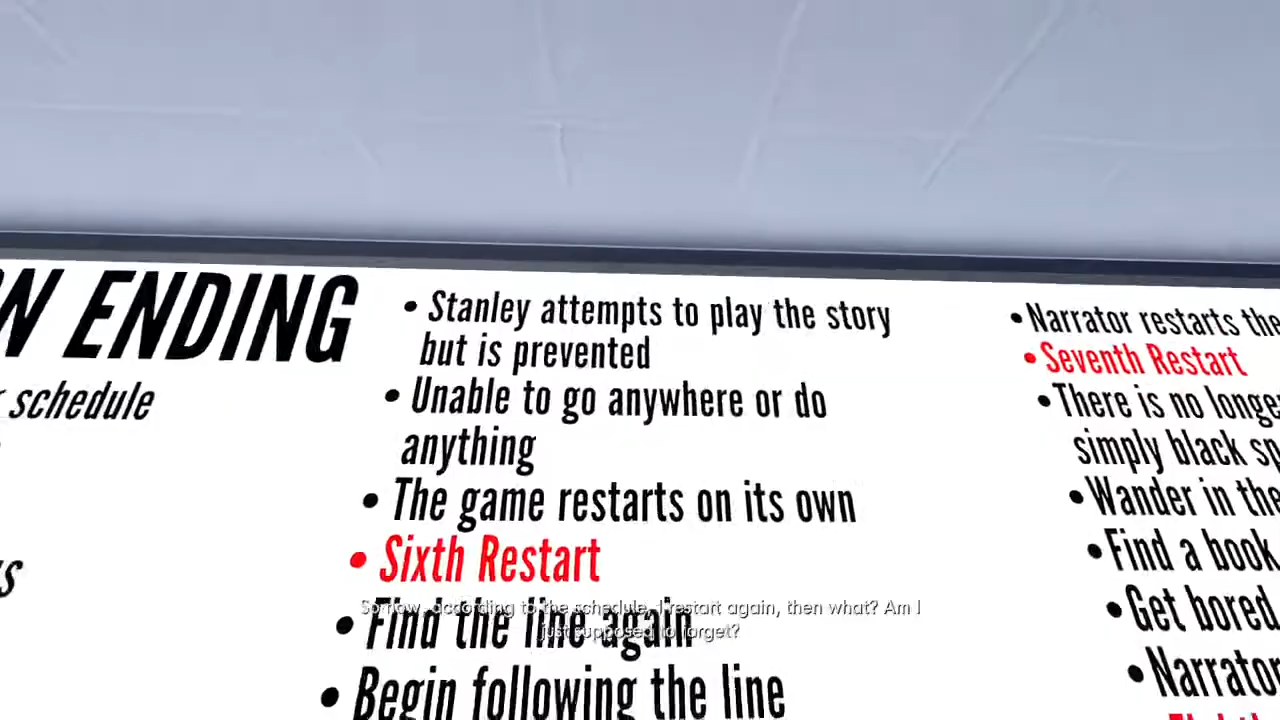 ENDING
schedule
• Stanley attempts to play the story
but is prevented
• Unable to go anywhere or do
anything
• The game restarts on its own
• Sixth Restart
• Find the line again
• Begin following the line
• Narrator restarts the
• Seventh Restart
• There is no longer
simply black
• Wander in the
• Find a book
• Get bored
• Narrator
So now, according to the schedule, I restart again, then what? Am I
just supposed to forget?